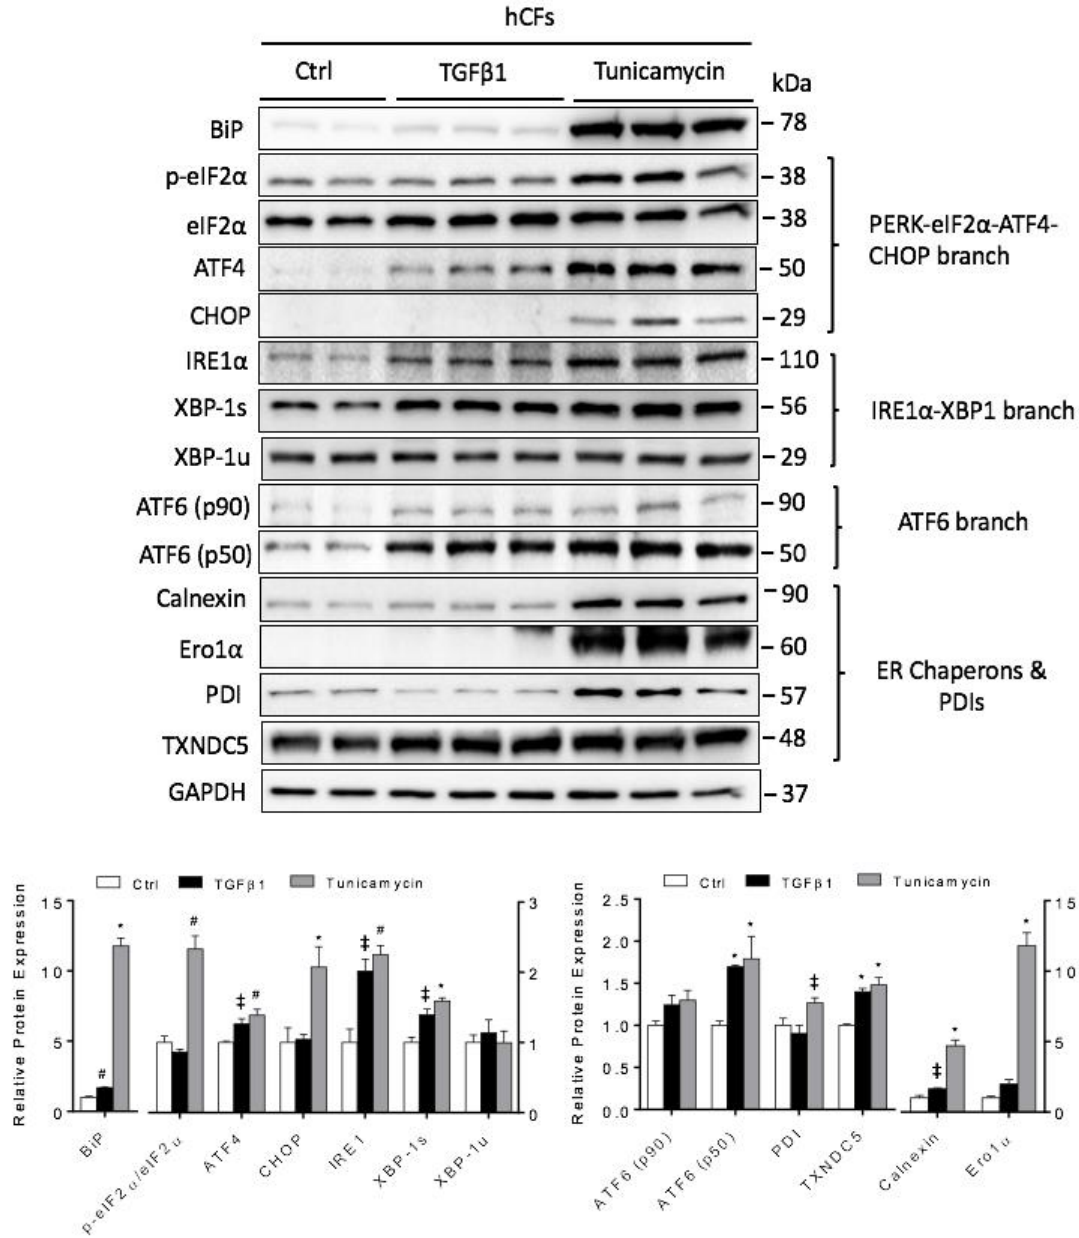 hCFs
Ctrl TGFβ1 Tunicamycin kDa
BiP 78
p-eIF2α 38
eIF2α 38
PERK-eIF2α-ATF4-
CHOP branch
ATF4 50
CHOP 29
IRE1α 110
XBP-1s 56
IRE1α-XBP1 branch
XBP-1u 29
ATF6 (p90) 90
ATF6 branch
ATF6 (p50) 50
Calnexin 90
Ero1α 60
ER Chaperons &
PDIs
PDI 57
TXNDC5 48
GAPDH 37
Ctrl TGFβ1 Tunicamycin
Relative Protein Expression
15 10 5 0
# * # ‡ # * ‡ # ‡ *
3 2 1 0
BiP p-eIF2α/eIF2α ATF4 CHOP IRE1 XBP-1s XBP-1u
Ctrl TGFβ1 Tunicamycin
Relative Protein Expression
2.5 2.0 1.5 1.0 0.5 0.0
* * ‡ * * ‡ * *
15 10 5 0
ATF6 (p90) ATF6 (p50) PDI TXNDC5 Calnexin Ero1α